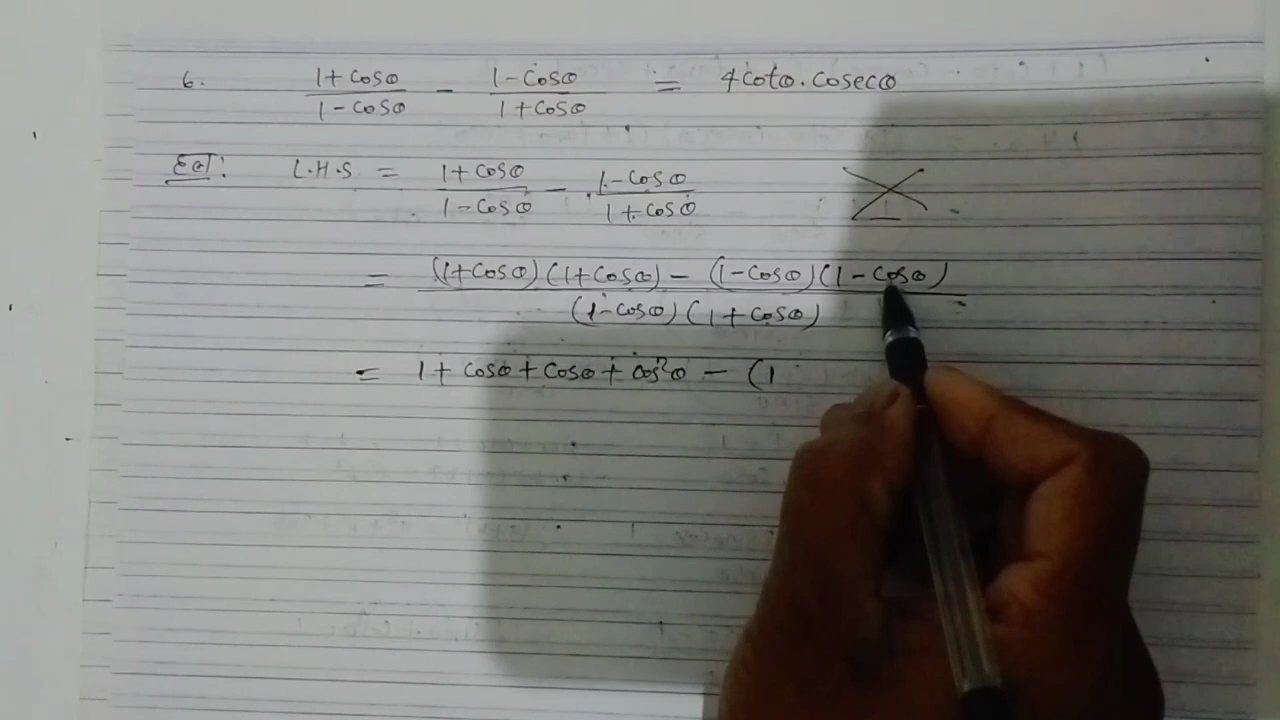 6. 1+cosθ / 1-cosθ - 1-cosθ / 1+cosθ = 4cotθ.cosecθ
L.H.S = 1+cosθ / 1-cosθ - 1-cosθ / 1+cosθ
= (1+cosθ)(1+cosθ) - (1-cosθ)(1-cosθ) / (1-cosθ)(1+cosθ)
= 1+cosθ+cosθ+cos²θ - (1